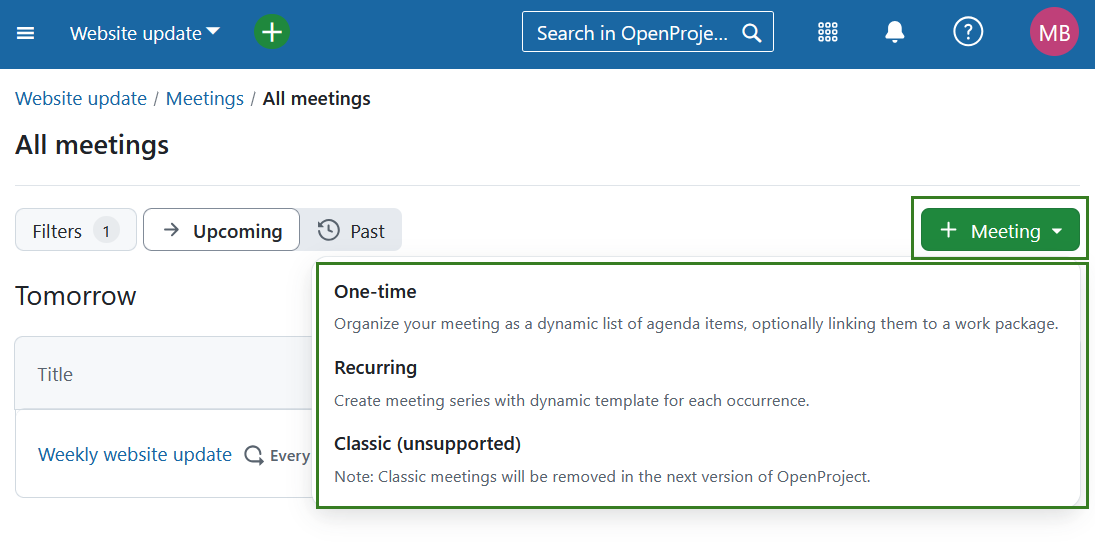 Website update
Search in OpenProje...
MB
Website update / Meetings / All meetings
All meetings
Filters 1
Upcoming
Past
+ Meeting
Tomorrow
One-time
Organize your meeting as a dynamic list of agenda items, optionally linking them to a work package.
Recurring
Create meeting series with dynamic template for each occurrence.
Classic (unsupported)
Note: Classic meetings will be removed in the next version of OpenProject.
Title
Weekly website update Every